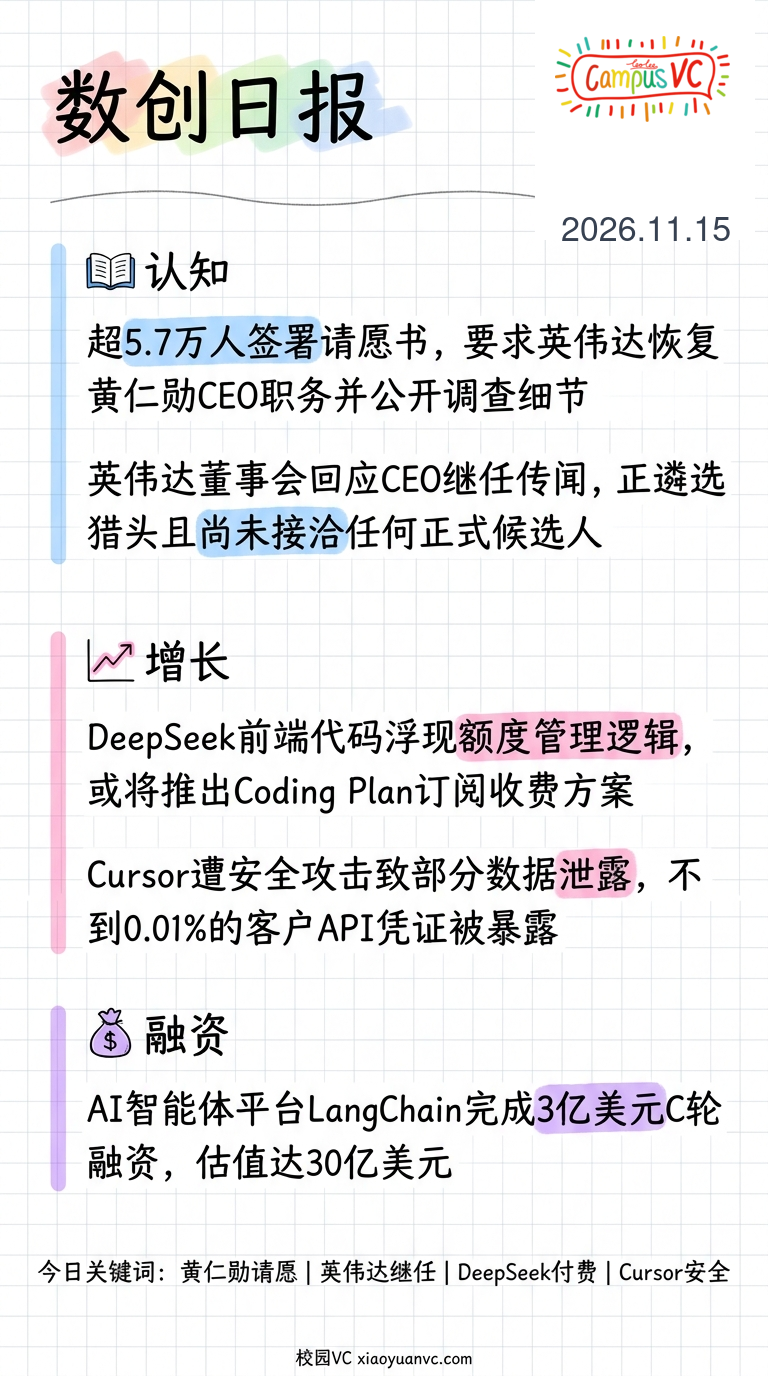 数创日报
leolee
Campus VC
2026.11.15
认知
超5.7万人签署请愿书，要求英伟达恢复
黄仁勋CEO职务并公开调查细节
英伟达董事会回应CEO继任传闻，正遴选
猎头且尚未接洽任何正式候选人
增长
DeepSeek前端代码浮现额度管理逻辑，
或将推出Coding Plan订阅收费方案
Cursor遭安全攻击致部分数据泄露，不
到0.01%的客户API凭证被暴露
$
融资
AI智能体平台LangChain完成3亿美元C轮
融资，估值达30亿美元
今日关键词：黄仁勋请愿 | 英伟达继任 | DeepSeek付费 | Cursor安全
校园VC xiaoyuanvc.com